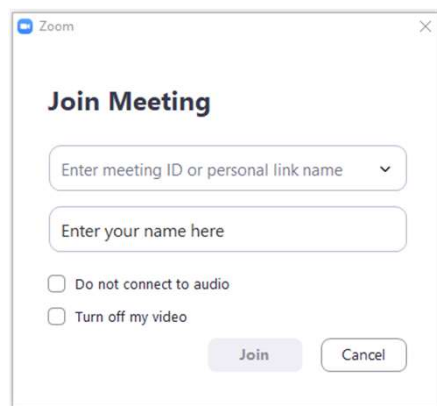 Zoom
Join Meeting
Enter meeting ID or personal link name
Enter your name here
Do not connect to audio
Turn off my video
Join Cancel